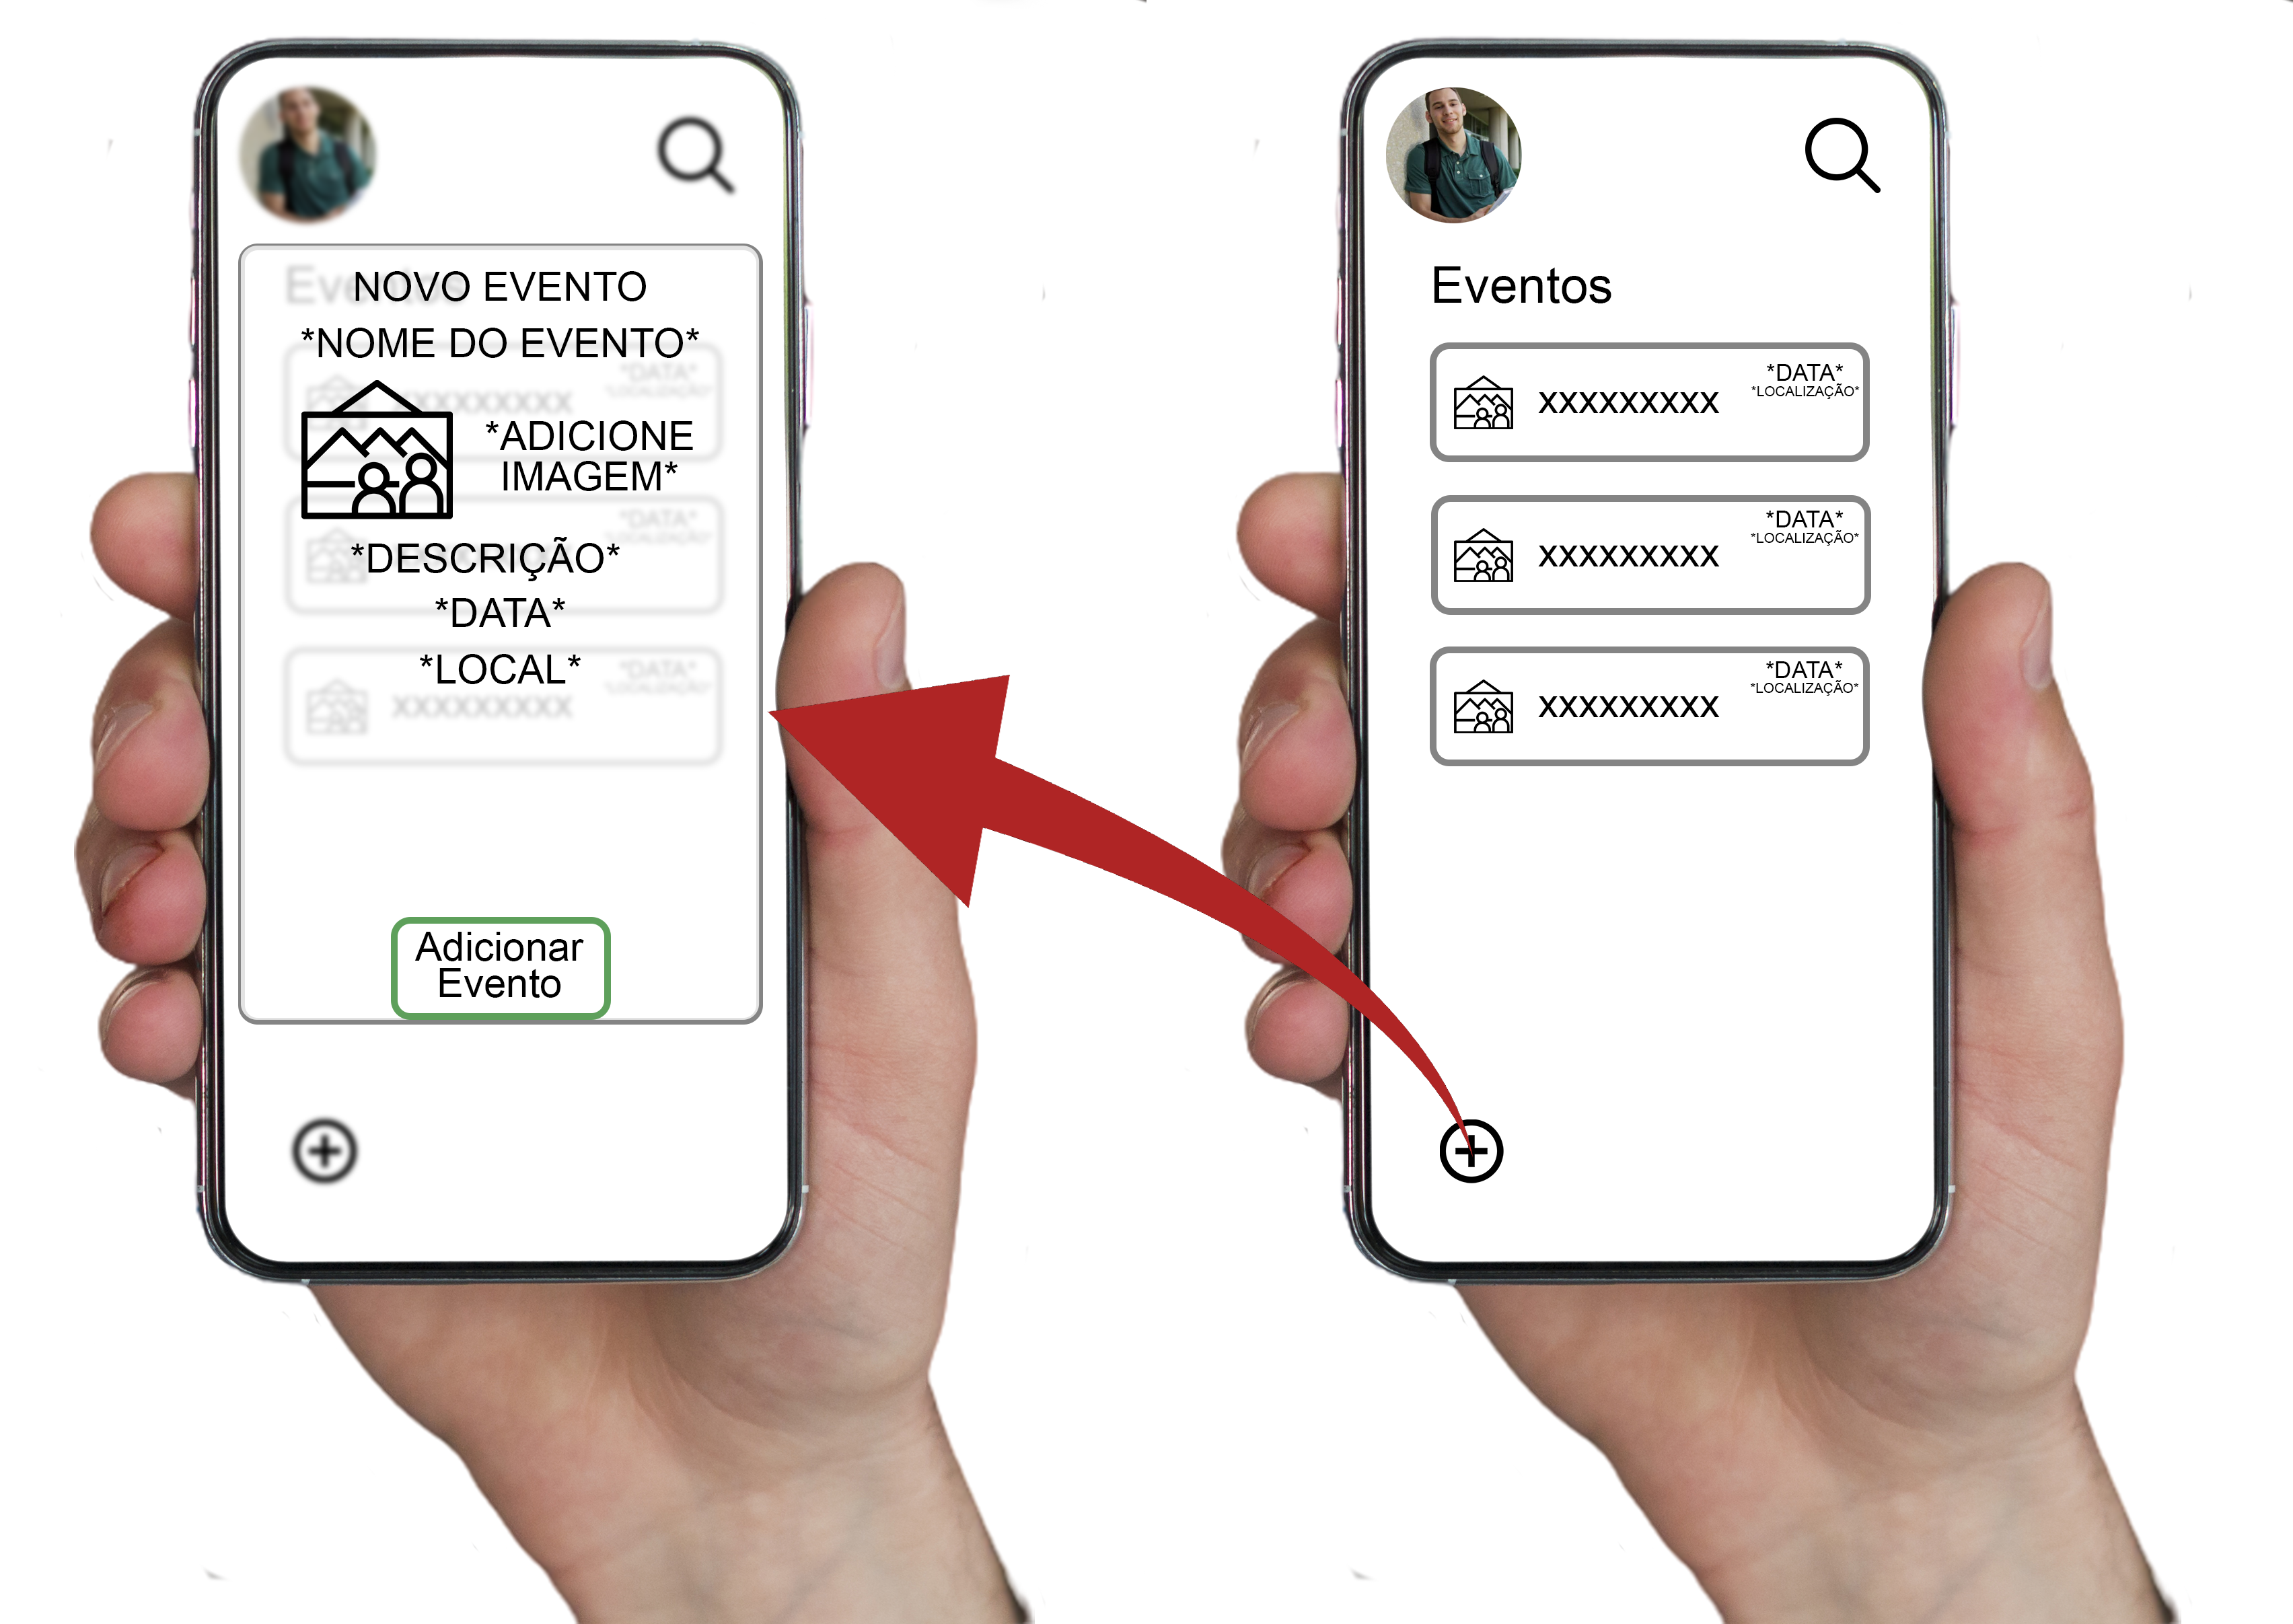 NOVO EVENTO
*NOME DO EVENTO*
*ADICIONE
IMAGEM*
*DESCRIÇÃO*
*DATA*
*LOCAL*
Adicionar
Evento
Eventos
xxxxxxxxx
*DATA*
*LOCALIZAÇÃO*
xxxxxxxxx
*DATA*
*LOCALIZAÇÃO*
xxxxxxxxx
*DATA*
*LOCALIZAÇÃO*